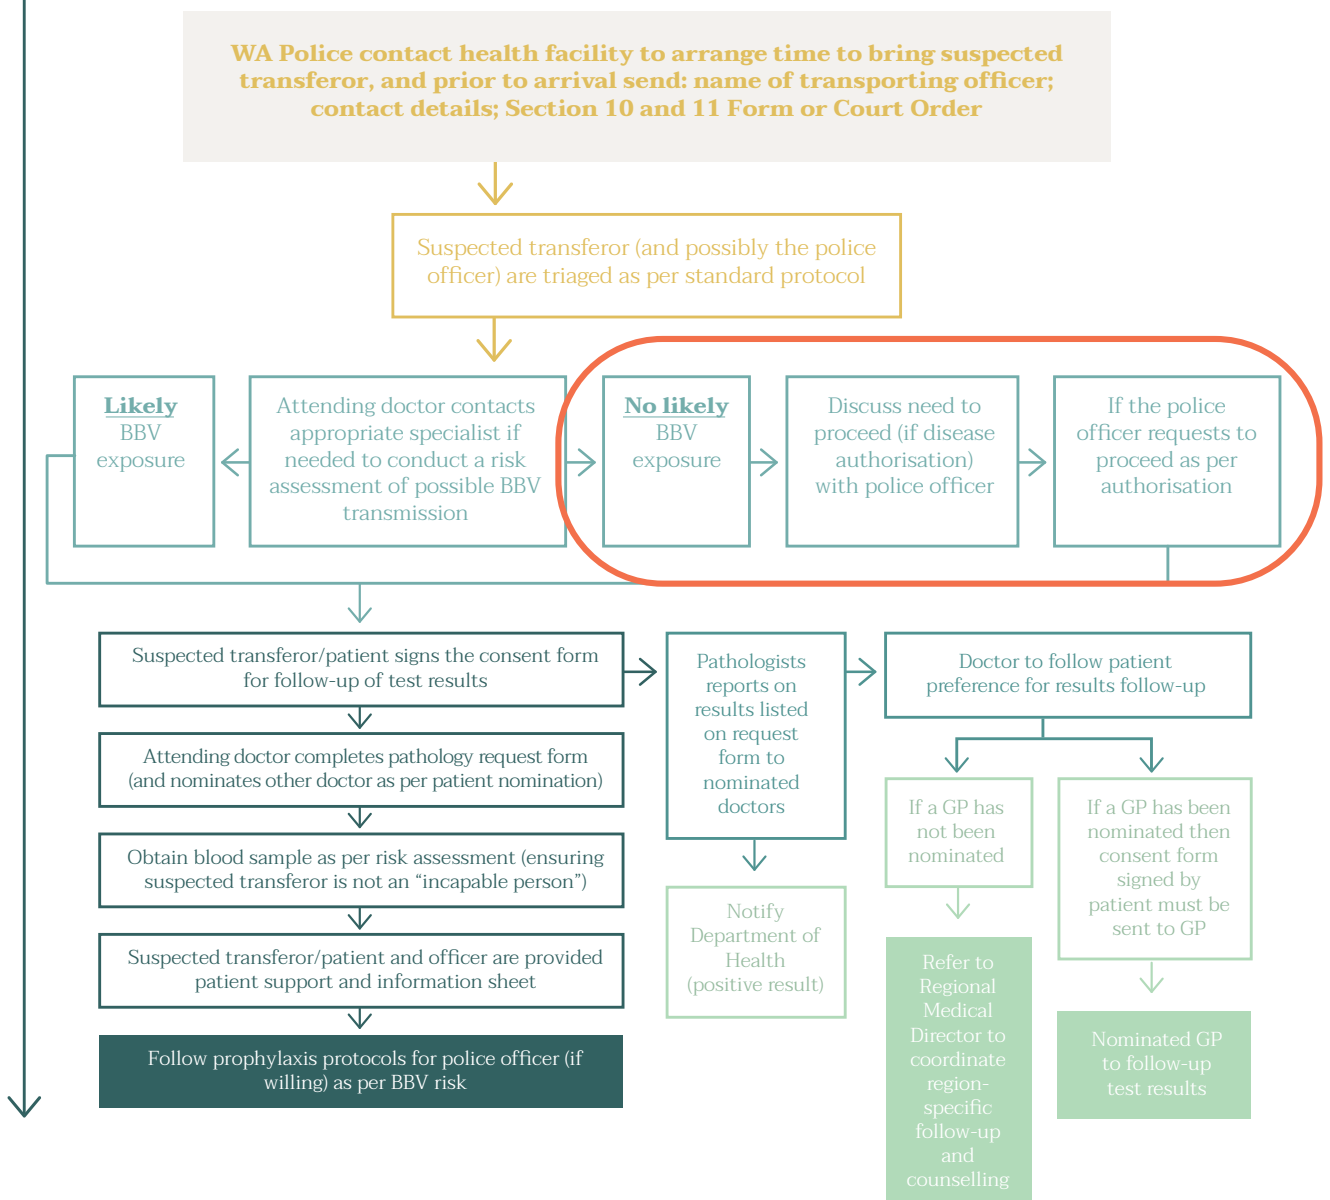 WA Police contact health facility to arrange time to bring suspected
transferor, and prior to arrival send: name of transporting officer;
contact details; Section 10 and 11 Form or Court Order
Suspected transferor (and possibly the police
officer) are triaged as per standard protocol
Likely
BBV
exposure
Attending doctor contacts
appropriate specialist if
needed to conduct a risk
assessment of possible BBV
transmission
No likely
BBV
exposure
Discuss need to
proceed (if disease
authorisation)
with police officer
If the police
officer requests to
proceed as per
authorisation
Suspected transferor/patient signs the consent form
for follow-up of test results
Attending doctor completes pathology request form
(and nominates other doctor as per patient nomination)
Obtain blood sample as per risk assessment (ensuring
suspected transferor is not an “incapable person”)
Suspected transferor/patient and officer are provided
patient support and information sheet
Follow prophylaxis protocols for police officer (if
willing) as per BBV risk
Pathologists
reports on
results listed
on request
form to
nominated
doctors
Notify
Department of
Health
(positive result)
Doctor to follow patient
preference for results follow-up
If a GP has
not been
nominated
Refer to
Regional
Medical
Director to
coordinate
region-
specific
follow-up
and
counselling
If a GP has been
nominated then
consent form
signed by
patient must be
sent to GP
Nominated GP
to follow-up
test results